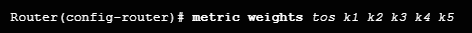 Router(config-router)# metric weights tos k1 k2 k3 k4 k5